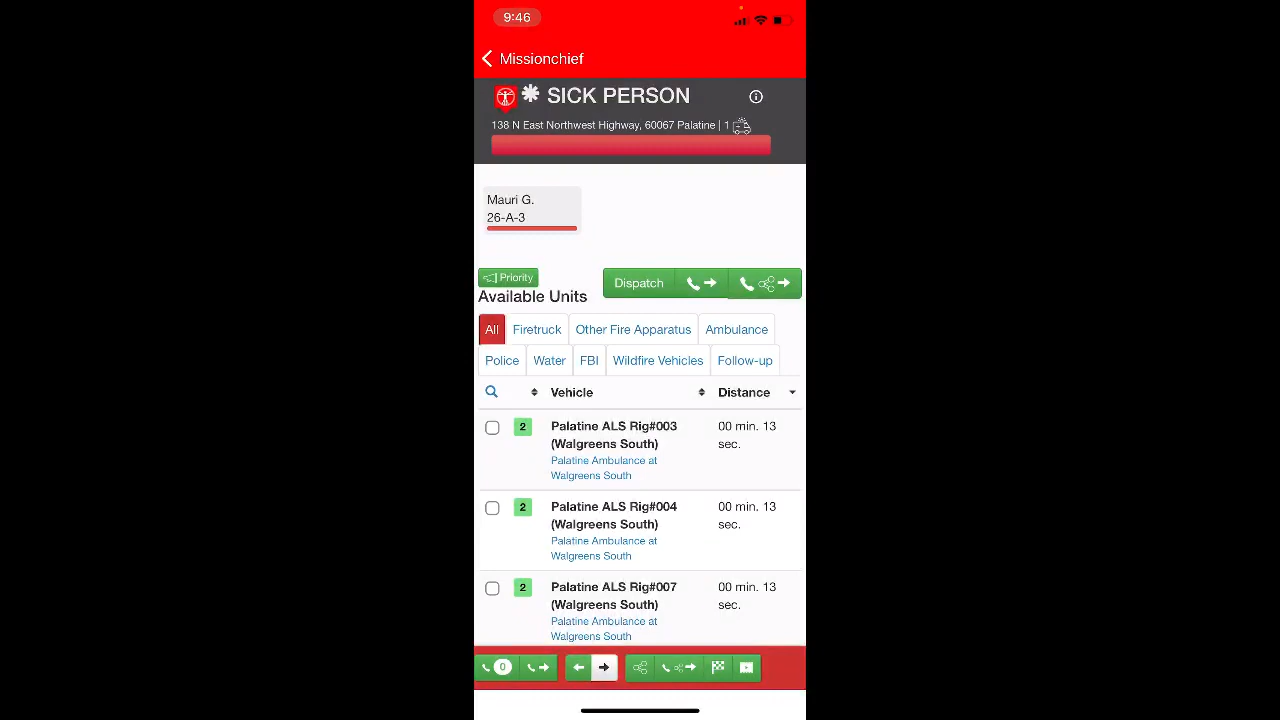 9:46
Missionchief
SICK PERSON
138 N East Northwest Highway, 60067 Palatine | 1
Mauri G.
26-A-3
Priority
Available Units
Dispatch
All Firetruck Other Fire Apparatus Ambulance
Police Water FBI Wildfire Vehicles Follow-up
Vehicle Distance
2 Palatine ALS Rig#003 00 min. 13
(Walgreens South) sec.
Palatine Ambulance at
Walgreens South
2 Palatine ALS Rig#004 00 min. 13
(Walgreens South) sec.
Palatine Ambulance at
Walgreens South
2 Palatine ALS Rig#007 00 min. 13
(Walgreens South) sec.
Palatine Ambulance at
Walgreens South
0